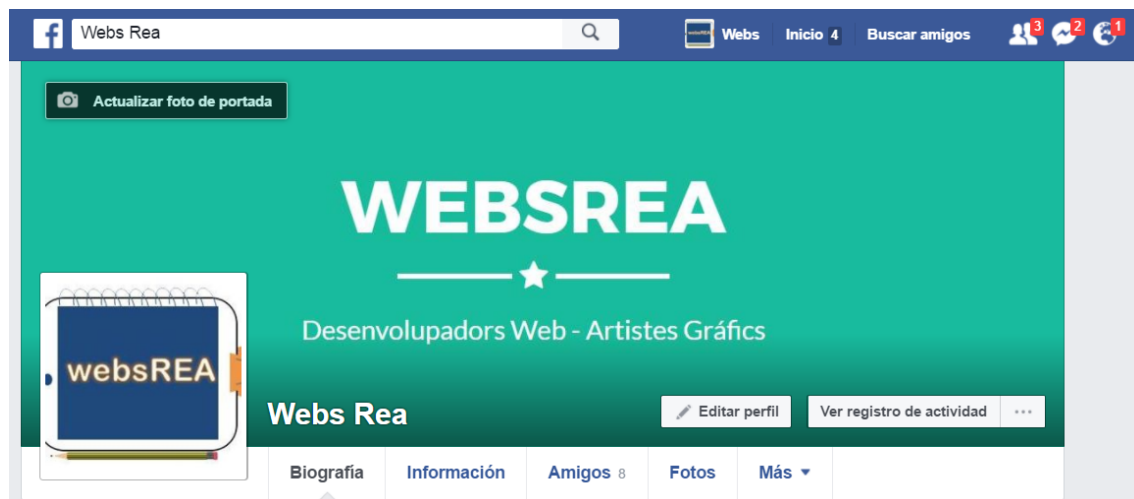 Webs Rea
Webs Inicio 4 Buscar amigos 3 2 1
Actualizar foto de portada
WEBSREA
Desenvolupadors Web - Artistes Gráfics
websREA
Webs Rea
Editar perfil Ver registro de actividad ...
Biografía Información Amigos 8 Fotos Más